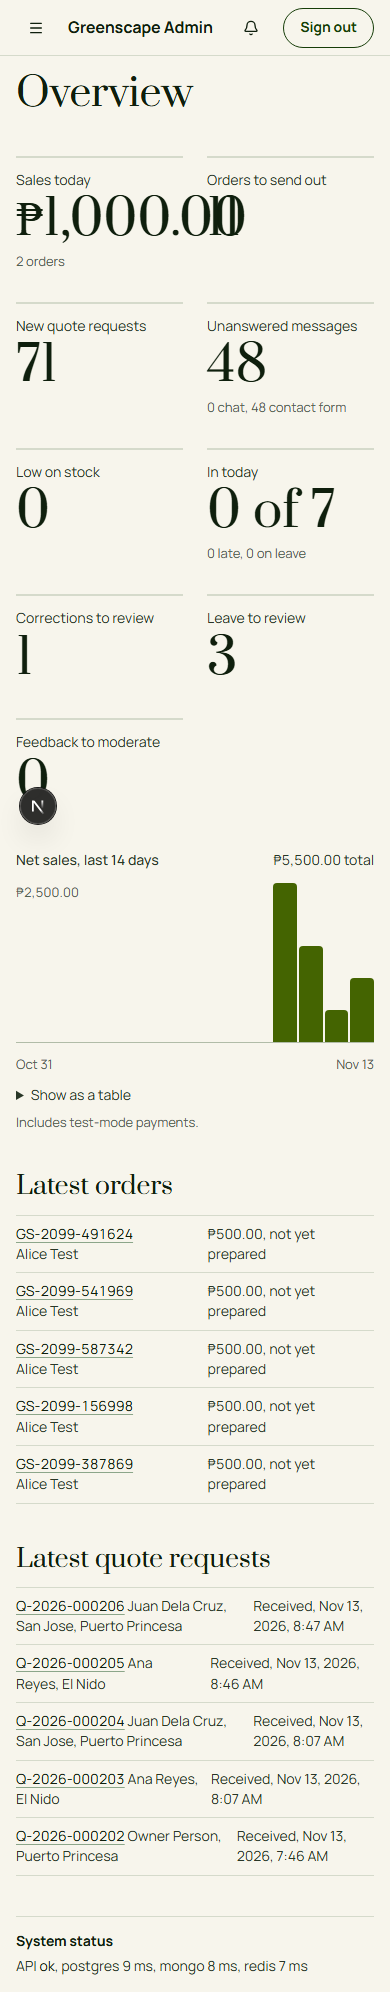 Greenscape Admin
Sign out
Overview
Sales today
₱1,000.00
2 orders
Orders to send out
11
New quote requests
71
Unanswered messages
48
0 chat, 48 contact form
Low on stock
0
In today
0 of 7
0 late, 0 on leave
Corrections to review
1
Leave to review
3
Feedback to moderate
0
N
Net sales, last 14 days
₱5,500.00 total
₱2,500.00
Oct 31
Nov 13
Show as a table
Includes test-mode payments.
Latest orders
GS-2099-491624
Alice Test
₱500.00, not yet
prepared
GS-2099-541969
Alice Test
₱500.00, not yet
prepared
GS-2099-587342
Alice Test
₱500.00, not yet
prepared
GS-2099-156998
Alice Test
₱500.00, not yet
prepared
GS-2099-387869
Alice Test
₱500.00, not yet
prepared
Latest quote requests
Q-2026-000206 Juan Dela Cruz,
San Jose, Puerto Princesa
Received, Nov 13,
2026, 8:47 AM
Q-2026-000205 Ana
Reyes, El Nido
Received, Nov 13, 2026,
8:46 AM
Q-2026-000204 Juan Dela Cruz,
San Jose, Puerto Princesa
Received, Nov 13,
2026, 8:07 AM
Q-2026-000203 Ana Reyes,
El Nido
Received, Nov 13, 2026,
8:07 AM
Q-2026-000202 Owner Person,
Puerto Princesa
Received, Nov 13,
2026, 7:46 AM
System status
API ok, postgres 9 ms, mongo 8 ms, redis 7 ms